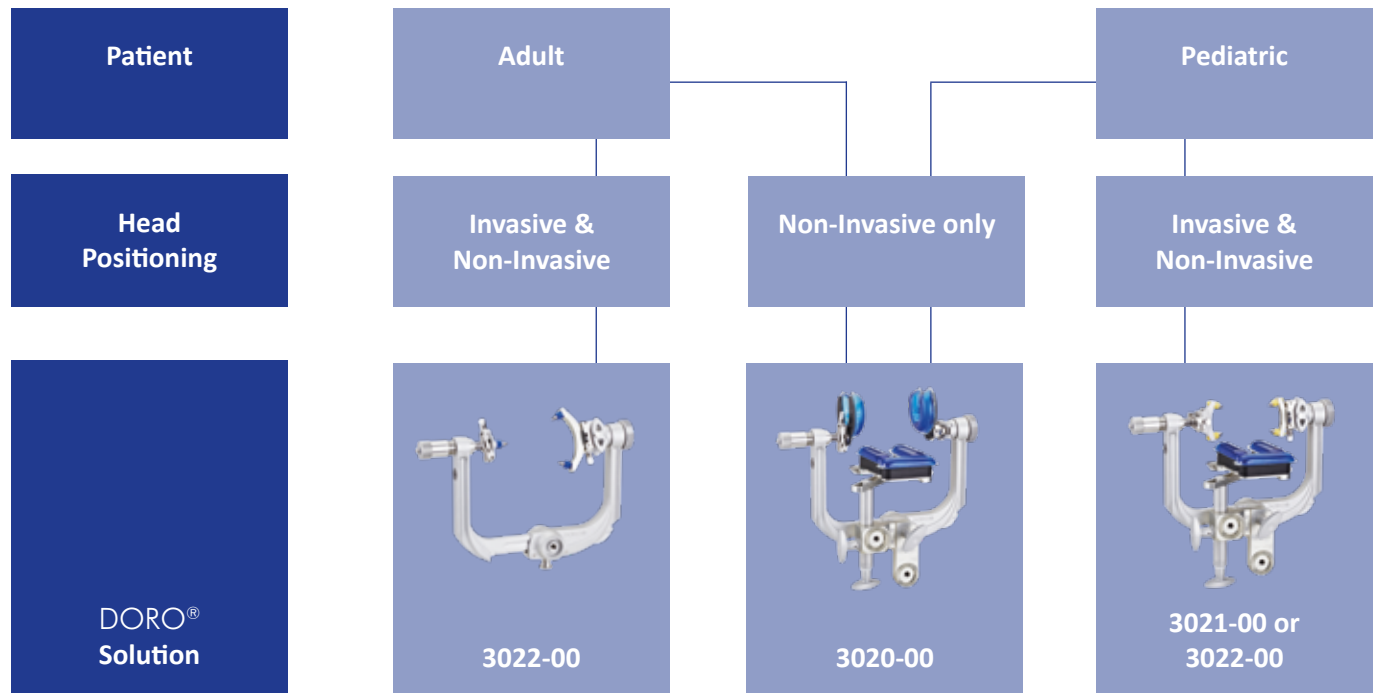 Patient
Adult
Pediatric
Head
Positioning
Invasive &
Non-Invasive
Non-Invasive only
Invasive &
Non-Invasive
DORO®
Solution
3022-00
3020-00
3021-00 or
3022-00